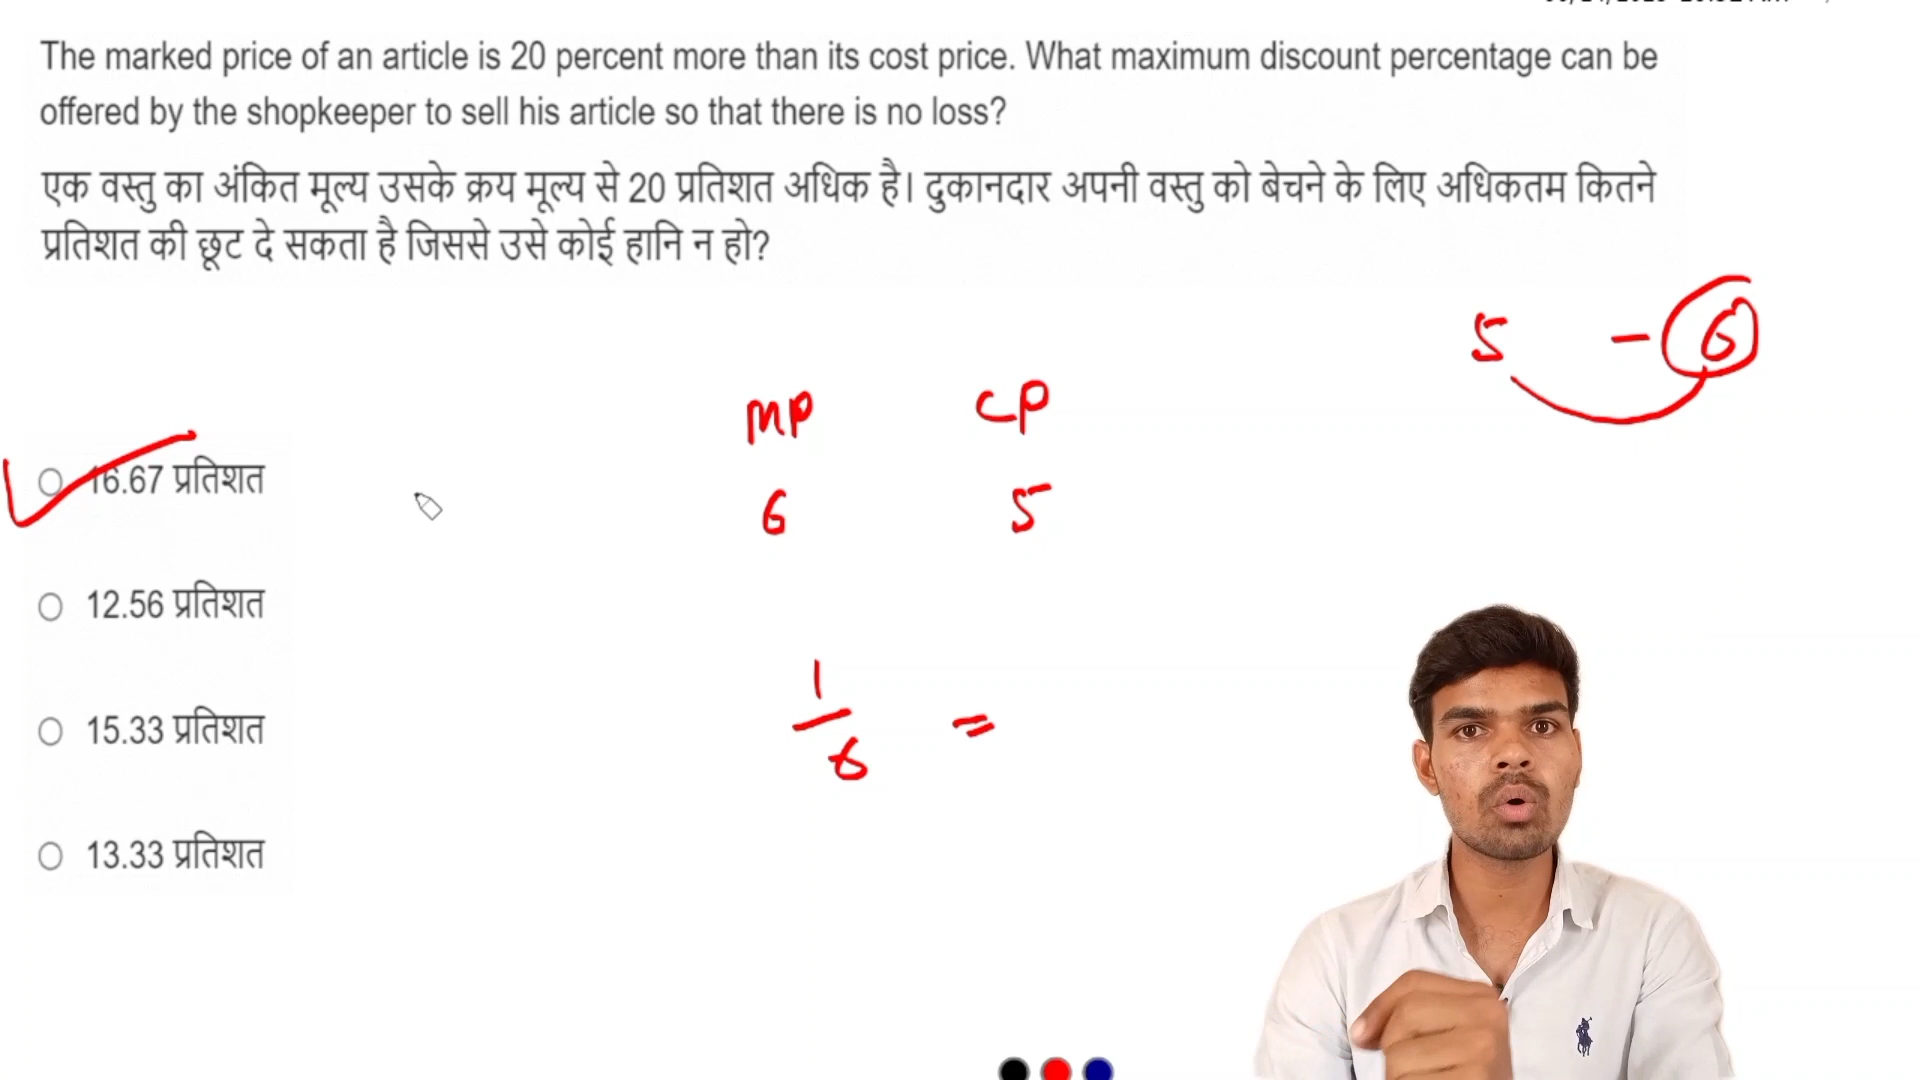 The marked price of an article is 20 percent more than its cost price. What maximum discount percentage can be
offered by the shopkeeper to sell his article so that there is no loss?
एक वस्तु का अंकित मूल्य उसके क्रय मूल्य से 20 प्रतिशत अधिक है। दुकानदार अपनी वस्तु को बेचने के लिए अधिकतम कितने
प्रतिशत की छूट दे सकता है जिससे उसे कोई हानि न हो?
5 - 6
MP CP
16.67 प्रतिशत
6 5
12.56 प्रतिशत
1/6 =
15.33 प्रतिशत
13.33 प्रतिशत